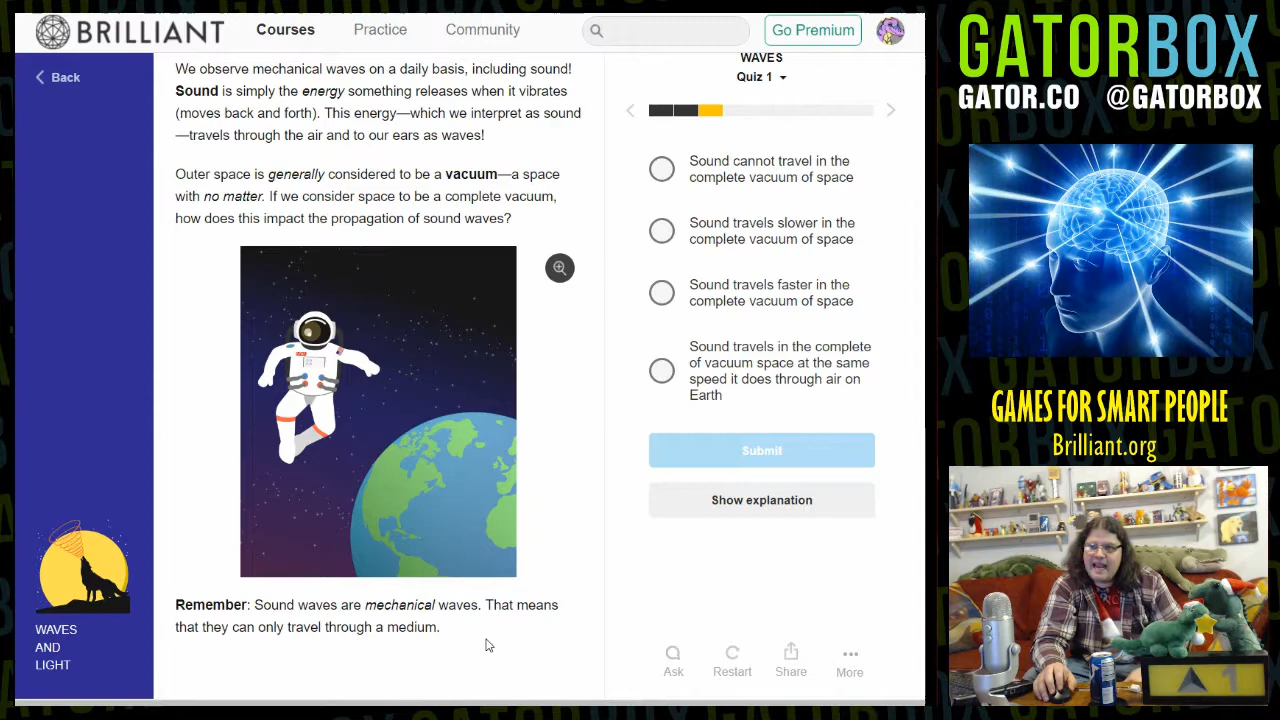 BRILLIANT
Courses
Practice
Community
Go Premium
Back
We observe mechanical waves on a daily basis, including sound!
Sound is simply the energy something releases when it vibrates
(moves back and forth). This energy—which we interpret as sound
—travels through the air and to our ears as waves!
Outer space is generally considered to be a vacuum—a space
with no matter. If we consider space to be a complete vacuum,
how does this impact the propagation of sound waves?
Remember: Sound waves are mechanical waves. That means
that they can only travel through a medium.
WAVES
AND
LIGHT
WAVES
Quiz 1
Sound cannot travel in the
complete vacuum of space
Sound travels slower in the
complete vacuum of space
Sound travels faster in the
complete vacuum of space
Sound travels in the complete
of vacuum space at the same
speed it does through air on
Earth
Submit
Show explanation
Ask
Restart
Share
More
GATORBOX
GATOR.CO @GATORBOX
GAMES FOR SMART PEOPLE
Brilliant.org
1